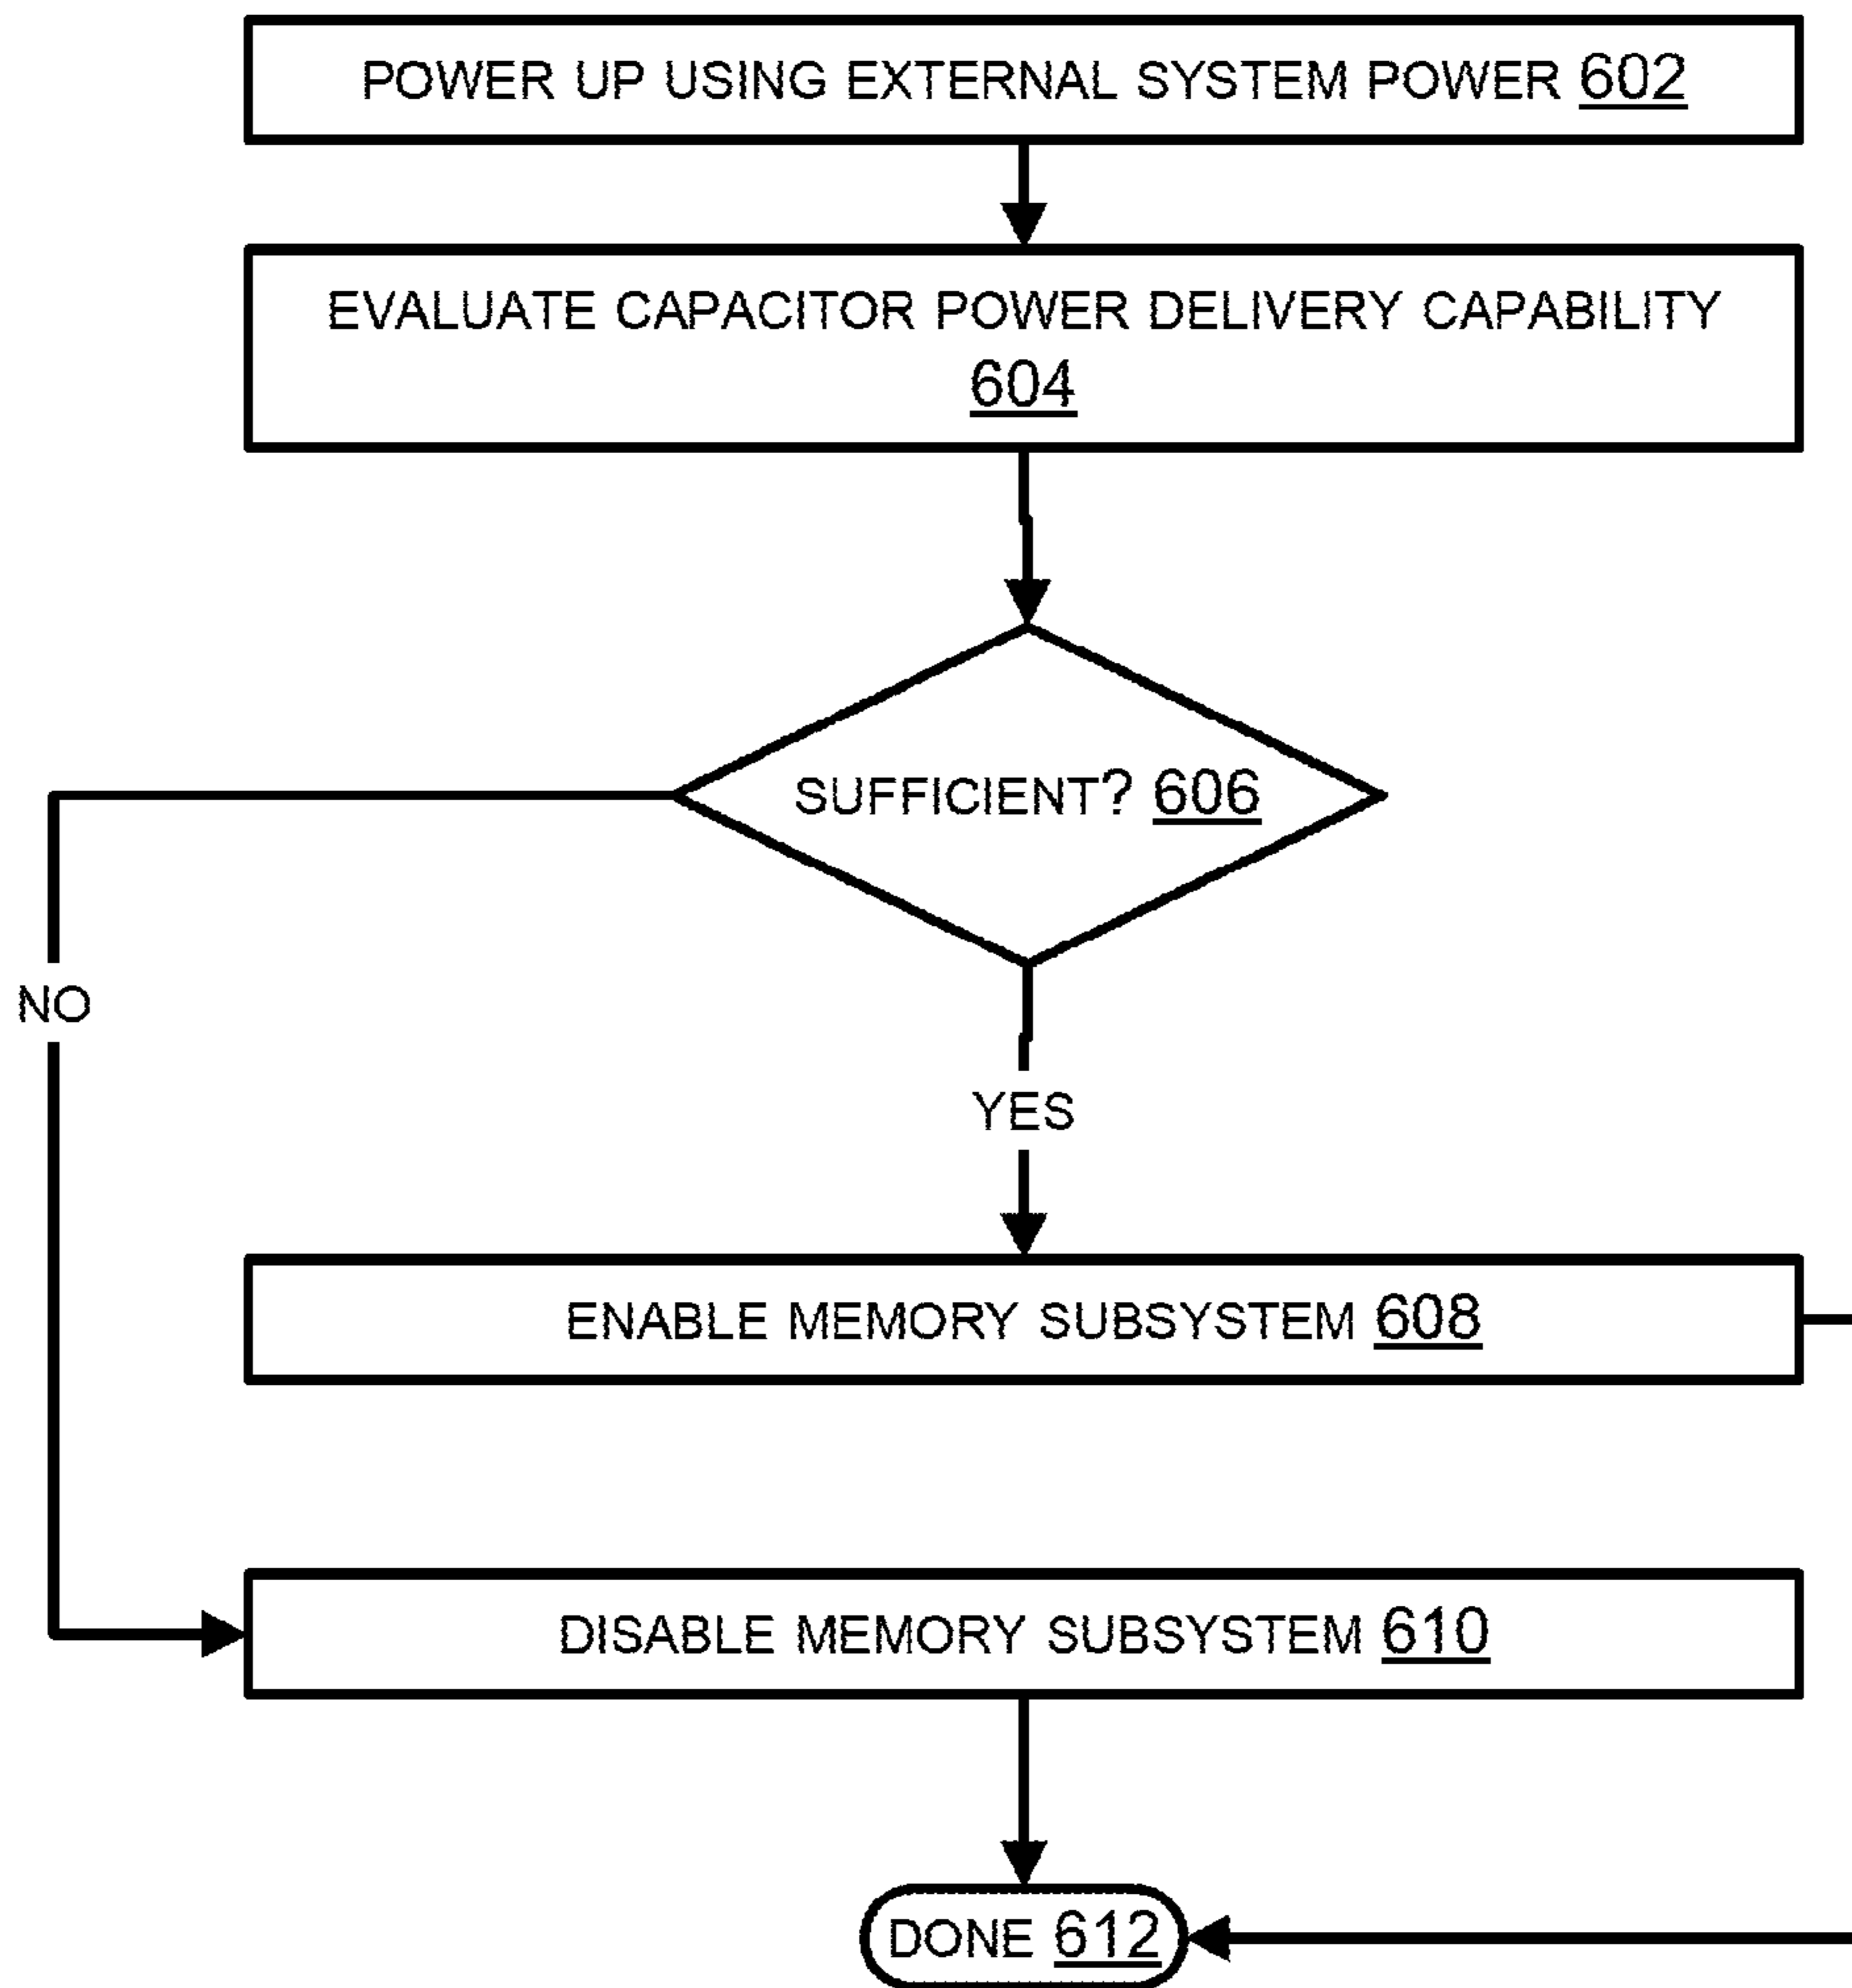 POWER UP USING EXTERNAL SYSTEM POWER 602
EVALUATE CAPACITOR POWER DELIVERY CAPABILITY
604
SUFFICIENT? 606
NO
YES
ENABLE MEMORY SUBSYSTEM 608
DISABLE MEMORY SUBSYSTEM 610
DONE 612